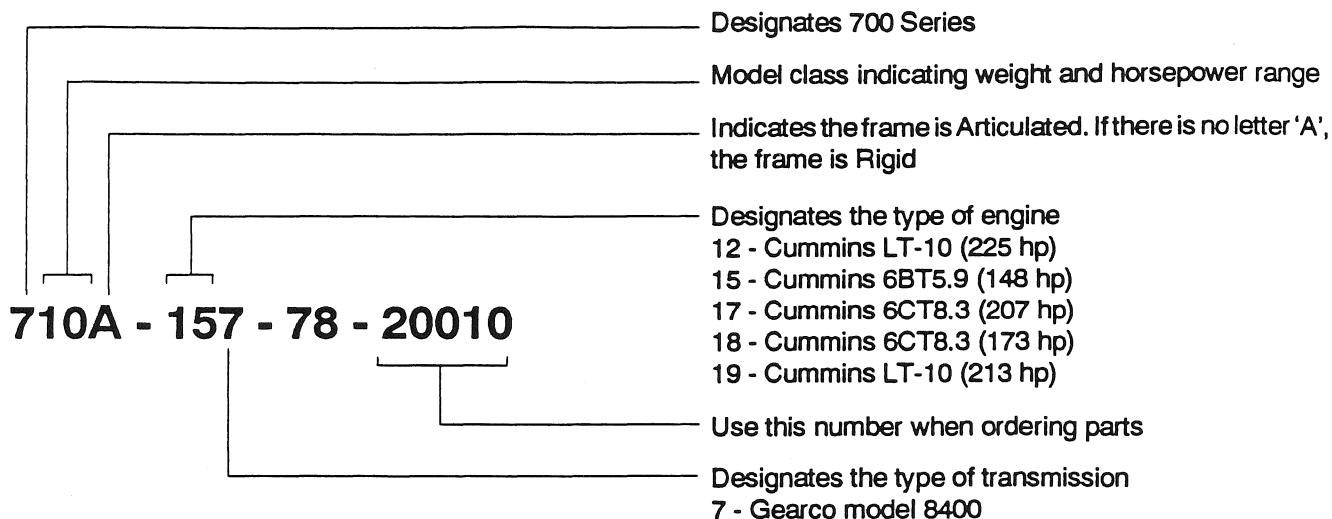 Designates 700 Series
Model class indicating weight and horsepower range
Indicates the frame is Articulated. If there is no letter ‘A’,
the frame is Rigid
Designates the type of engine
12 - Cummins LT-10 (225 hp)
15 - Cummins 6BT5.9 (148 hp)
17 - Cummins 6CT8.3 (207 hp)
18 - Cummins 6CT8.3 (173 hp)
19 - Cummins LT-10 (213 hp)
710A - 157 - 78 - 20010
Use this number when ordering parts
Designates the type of transmission
7 - Gearco model 8400